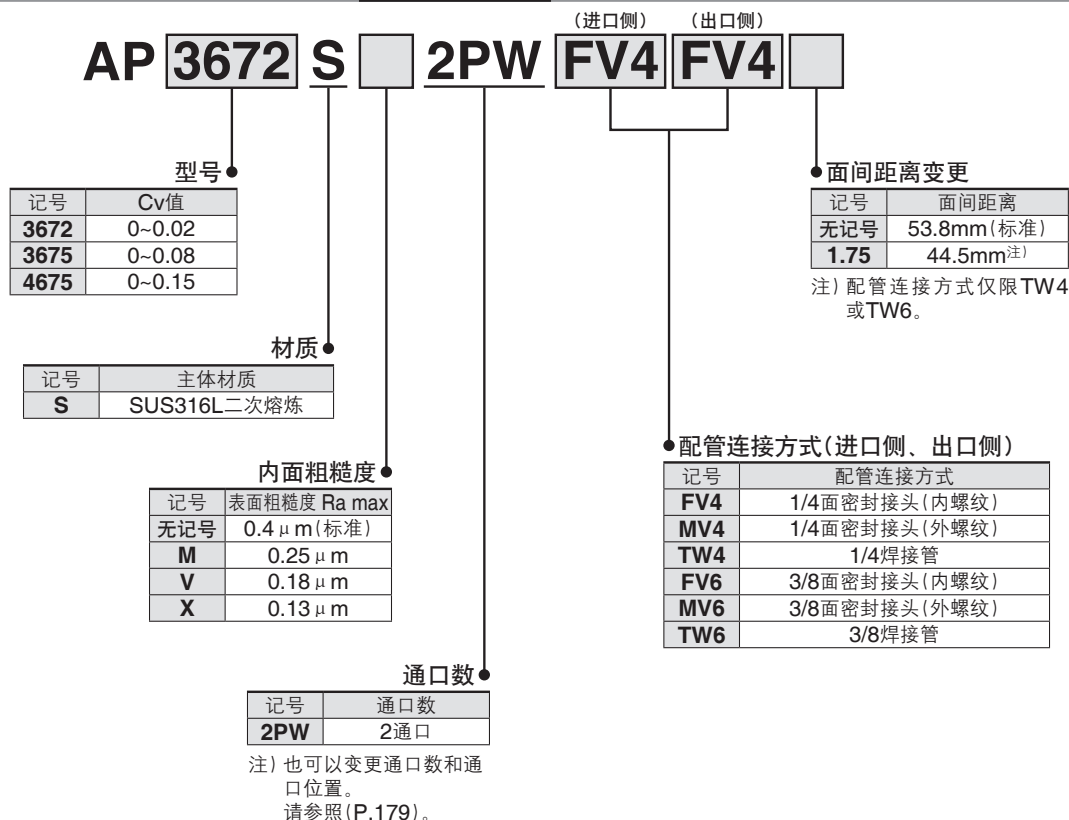 (进口侧) (出口侧)
AP 3672 S 2PW FV4 FV4
型号
记号 Cv值
3672 0~0.02
3675 0~0.08
4675 0~0.15
面间距离变更
记号 面间距离
无记号 53.8mm(标准)
1.75 44.5mm注)
注) 配管连接方式仅限TW4
或TW6。
材质
记号 主体材质
S SUS316L二次熔炼
内面粗糙度
记号 表面粗糙度 Ra max
无记号 0.4μm(标准)
M 0.25μm
V 0.18μm
X 0.13μm
配管连接方式(进口侧、出口侧)
记号 配管连接方式
FV4 1/4面密封接头(内螺纹)
MV4 1/4面密封接头(外螺纹)
TW4 1/4焊接管
FV6 3/8面密封接头(内螺纹)
MV6 3/8面密封接头(外螺纹)
TW6 3/8焊接管
通口数
记号 通口数
2PW 2通口
注) 也可以变更通口数和通
口位置。
请参照(P.179)。